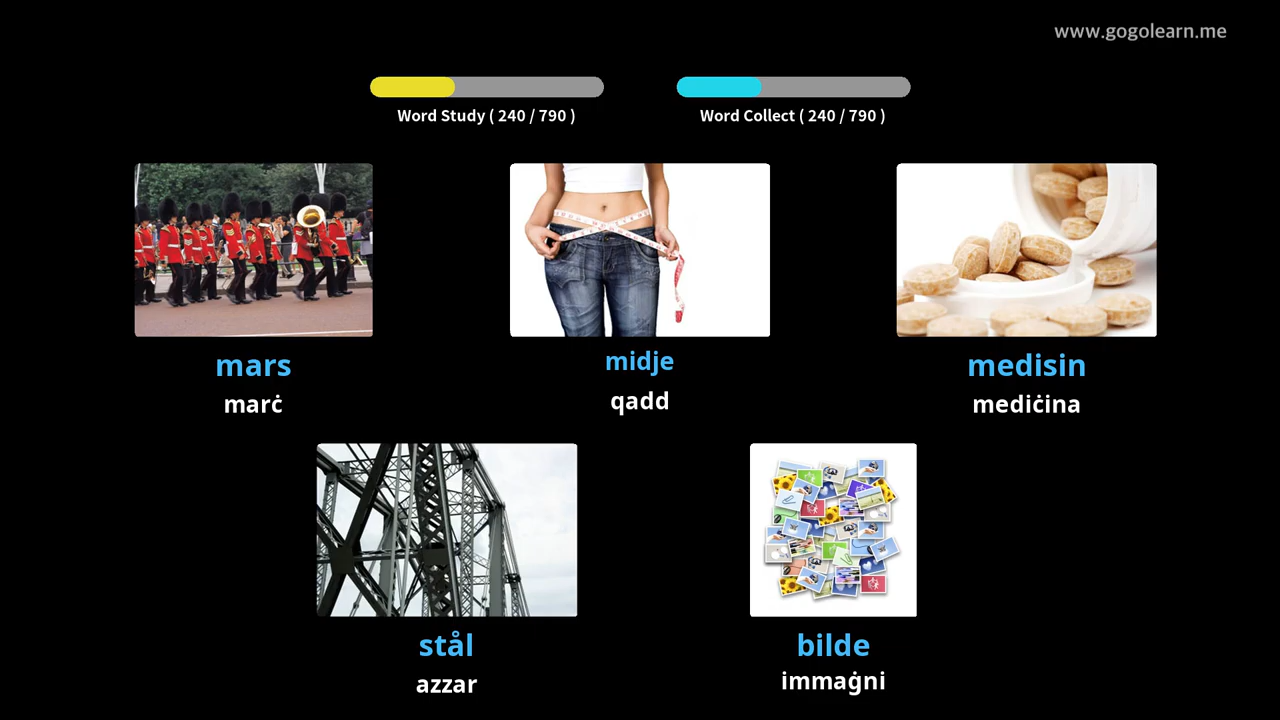 www.gogolearn.me
Word Study ( 240 / 790 )
Word Collect ( 240 / 790 )
mars
marċ
midje
qadd
medisin
mediċina
stål
azzar
bilde
immaġni